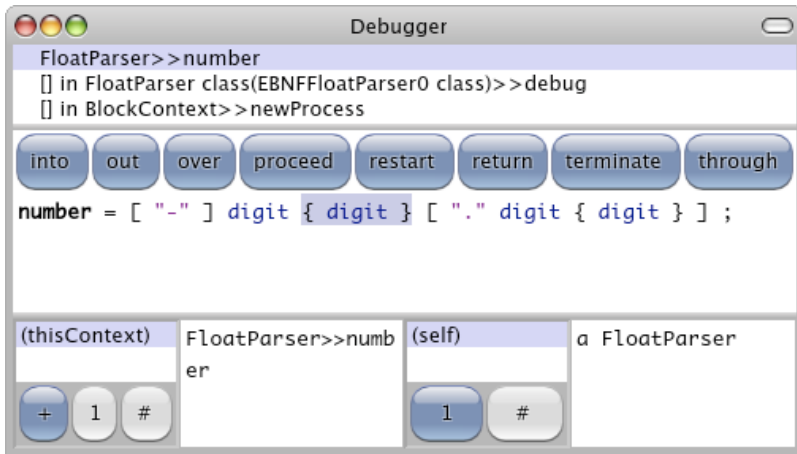 Debugger
FloatParser>>number
[] in FloatParser class(EBNFFloatParser0 class)>>debug
[] in BlockContext>>newProcess
into out over proceed restart return terminate through
number = [ "-" ] digit { digit } [ "." digit { digit } ] ;
(thisContext)
+ 1 #
FloatParser>>numb
er
(self)
1 #
a FloatParser